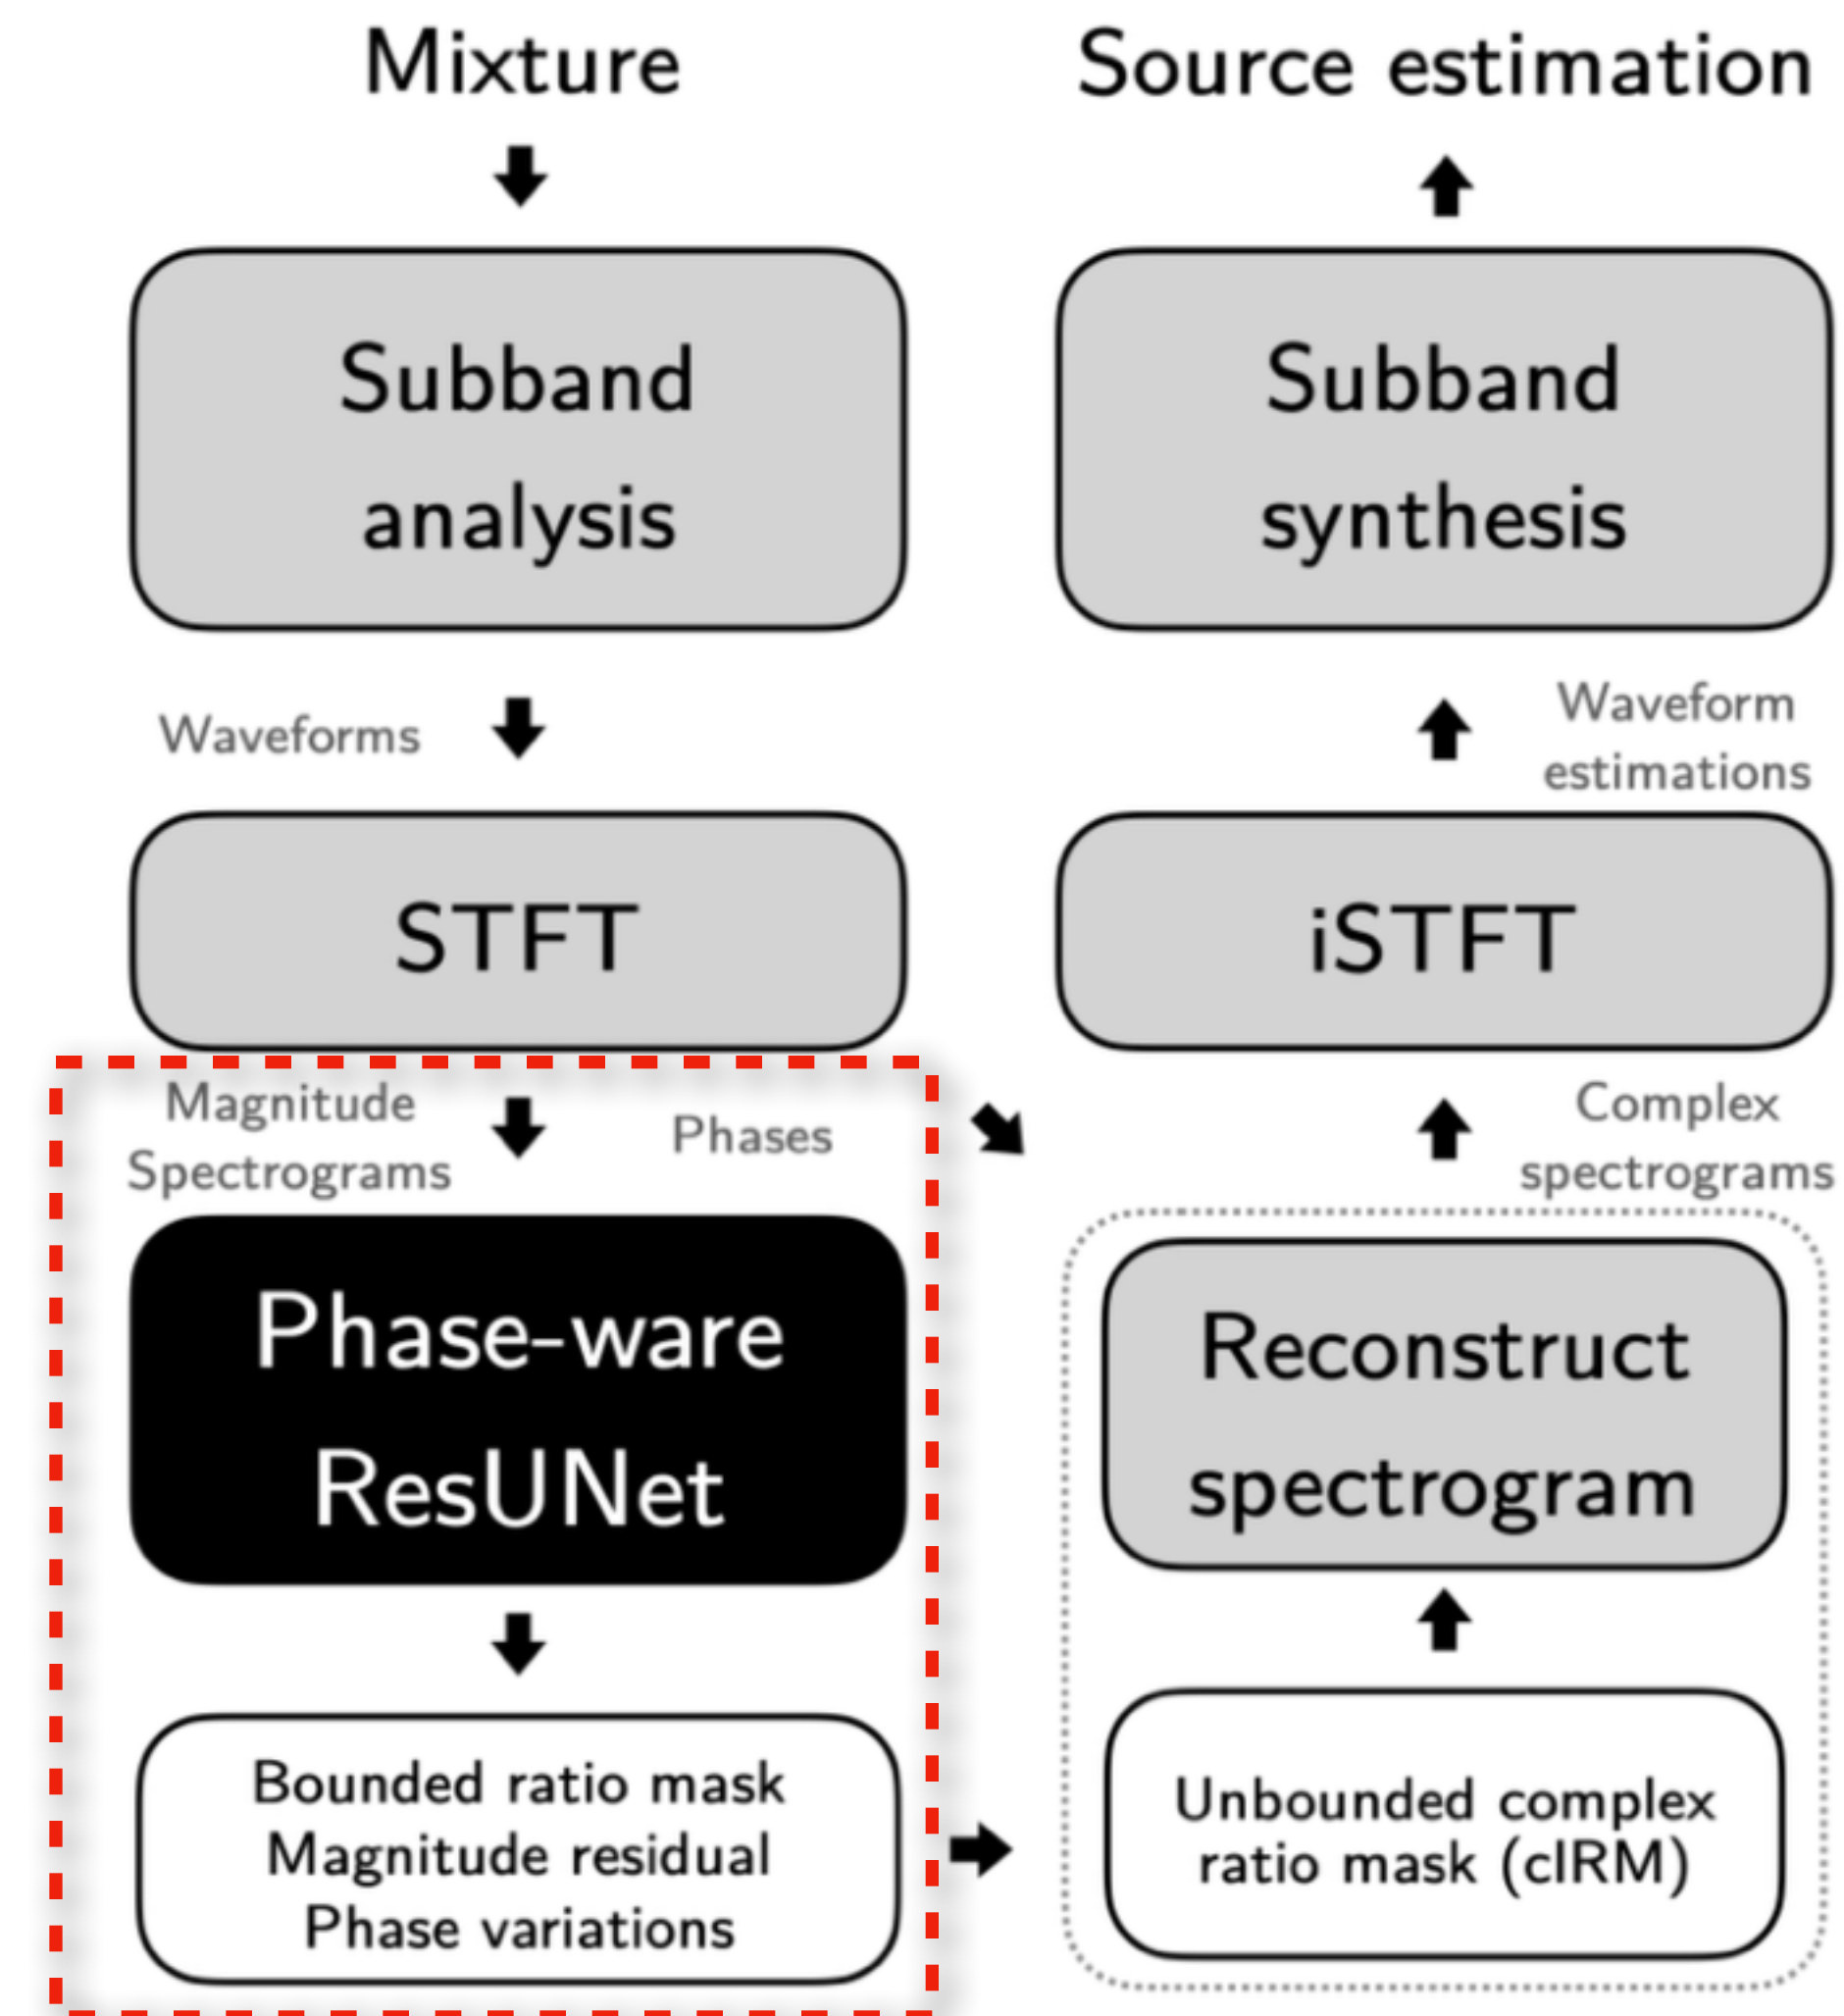 Mixture
Subband
analysis
Waveforms
STFT
Magnitude
Spectrograms
Phases
Phase-ware
ResUNet
Bounded ratio mask
Magnitude residual
Phase variations
Source estimation
Subband
synthesis
Waveform
estimations
iSTFT
Complex
spectrograms
Reconstruct
spectrogram
Unbounded complex
ratio mask (cIRM)